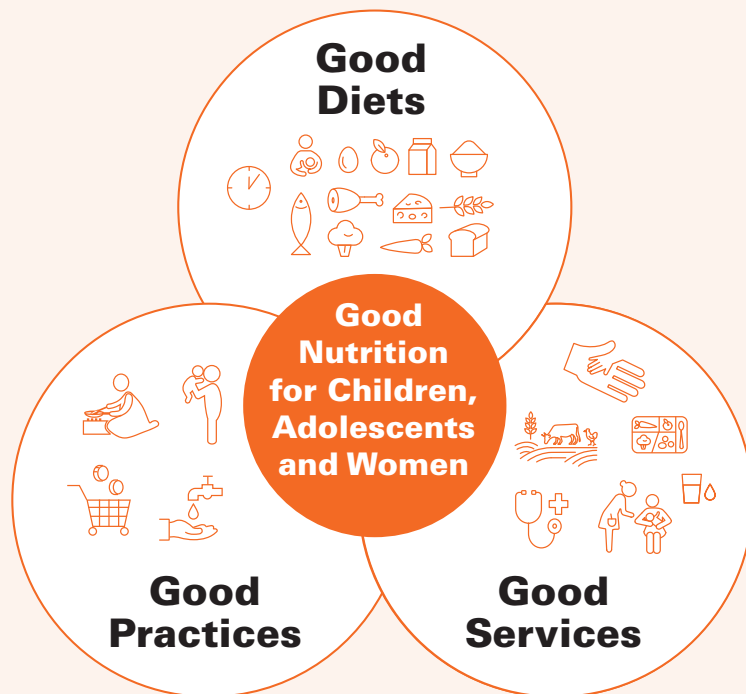 Good
Diets
Good
Nutrition
for Children,
Adolescents
and Women
Good
Practices
Good
Services